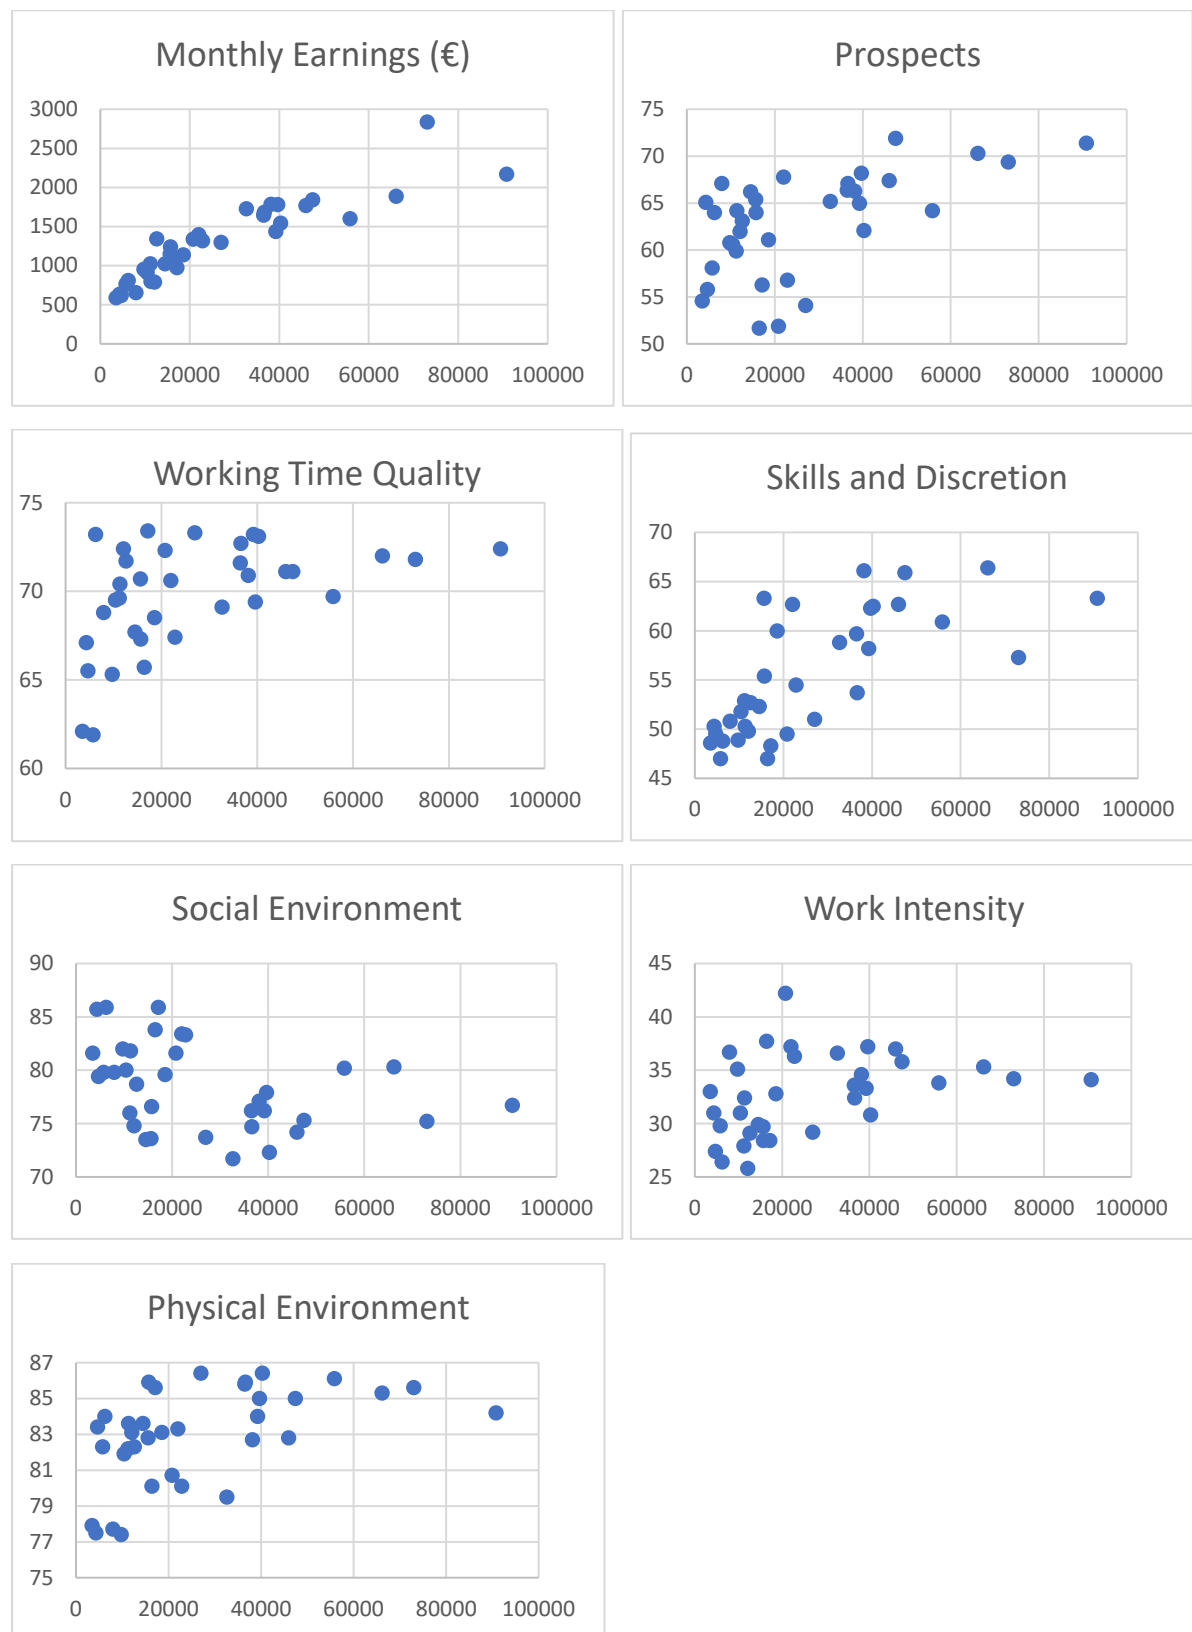 Monthly Earnings (€)
3000
2500
2000
1500
1000
500
0
0 20000 40000 60000 80000 100000
Prospects
75
70
65
60
55
50
0 20000 40000 60000 80000 100000
Working Time Quality
75
70
65
60
0 20000 40000 60000 80000 100000
Skills and Discretion
70
65
60
55
50
45
0 20000 40000 60000 80000 100000
Social Environment
90
85
80
75
70
0 20000 40000 60000 80000 100000
Work Intensity
45
40
35
30
25
0 20000 40000 60000 80000 100000
Physical Environment
87
85
83
81
79
77
75
0 20000 40000 60000 80000 100000